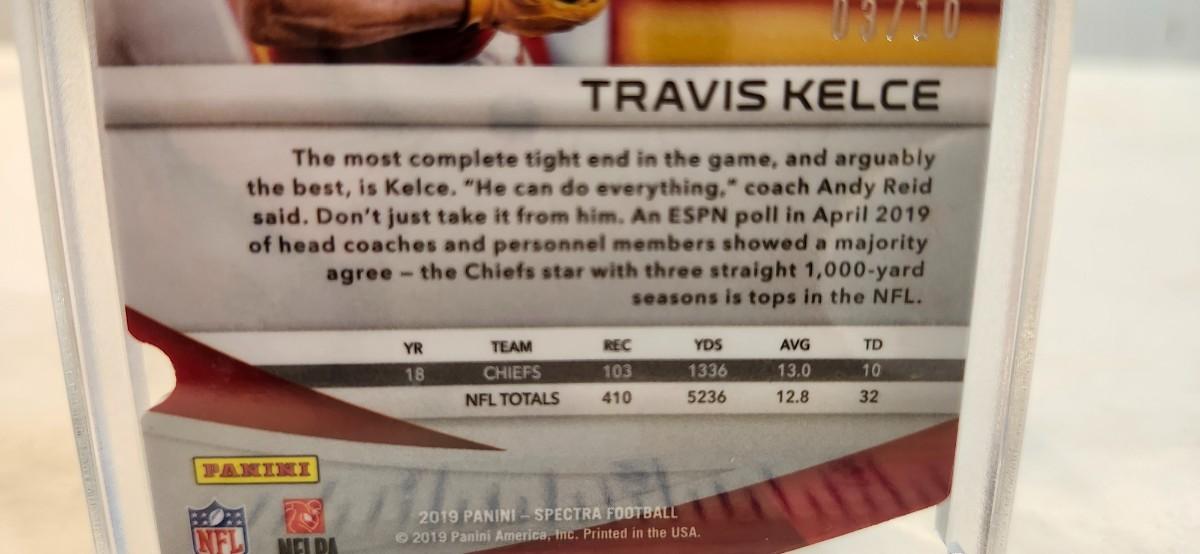 03/10
TRAVIS KELCE
The most complete tight end in the game, and arguably
the best, is Kelce. "He can do everything," coach Andy Reid
said. Don't just take it from him. An ESPN poll in April 2019
of head coaches and personnel members showed a majority
agree – the Chiefs star with three straight 1,000-yard
seasons is tops in the NFL.
YR TEAM REC YDS AVG TD
18 CHIEFS 103 1336 13.0 10
NFL TOTALS 410 5236 12.8 32
PANINI
NFL NFLPA
2019 PANINI – SPECTRA FOOTBALL
© 2019 Panini America, Inc. Printed in the USA.